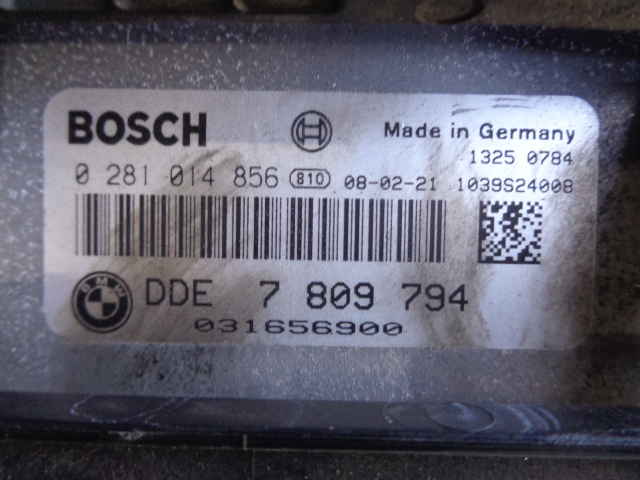 BOSCH
Made in Germany
1325 0784
0 281 014 856 810 08-02-21 1039S24008
BMW
DDE 7 809 794
031656900